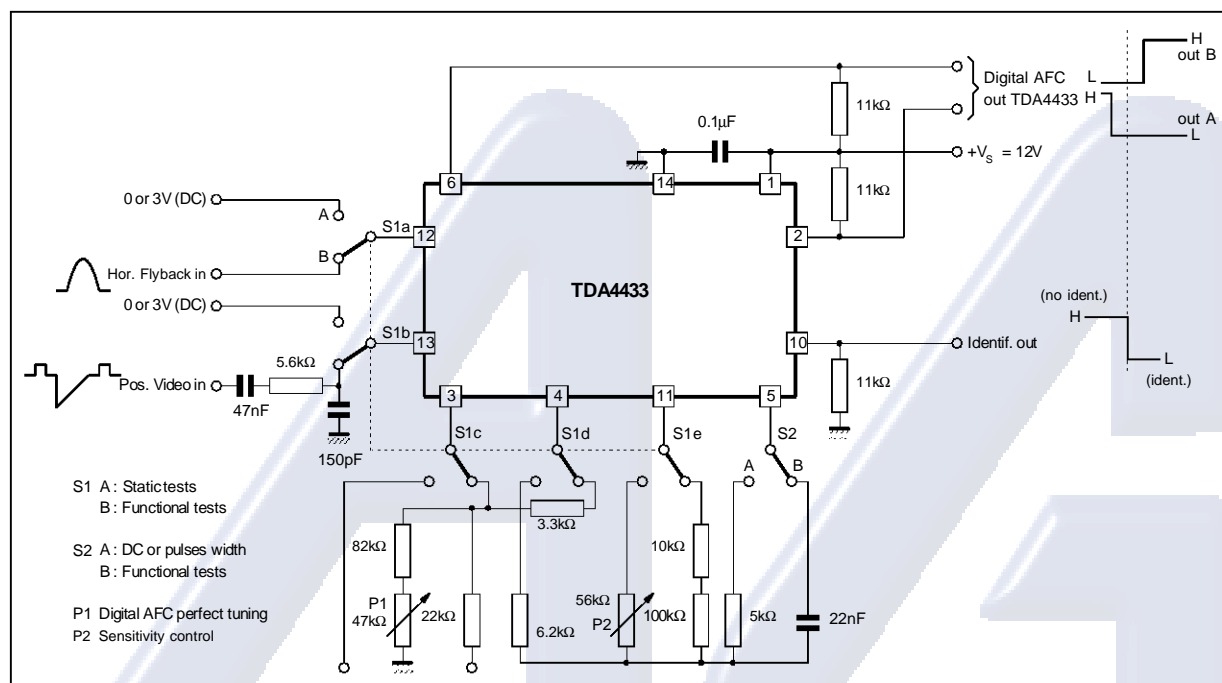 H
out B
L
H
out A
L
Digital AFC
out TDA4433
11kΩ
0.1µF
+VS = 12V
11kΩ
6
14
1
0 or 3V (DC)
A
S1a
12
2
B
Hor. Flyback in
TDA4433
0 or 3V (DC)
(no ident.)
H
S1b
13
10
Identif. out
L
(ident.)
5.6kΩ
Pos. Video in
47nF
11kΩ
3
4
11
5
150pF
S1c
S1d
S1e
S2
A
B
S1 A : Static tests
B : Functional tests
3.3kΩ
S2 A : DC or pulses width
B : Functional tests
82kΩ
10kΩ
P1 Digital AFC perfect tuning
P2 Sensitivity control
P1
47kΩ
22kΩ
6.2kΩ
56kΩ
P2
100kΩ
5kΩ
22nF